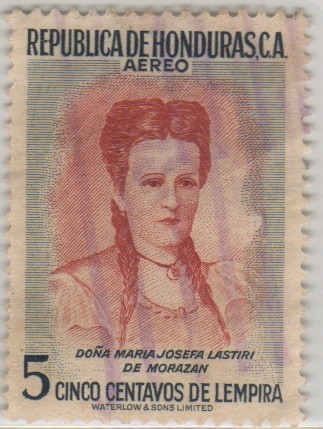 REPUBLICA DE HONDURAS, C.A.
AEREO
DOÑA MARIA JOSEFA LASTIRI
DE MORAZAN
5 CINCO CENTAVOS DE LEMPIRA
WATERLOW & SONS LIMITED